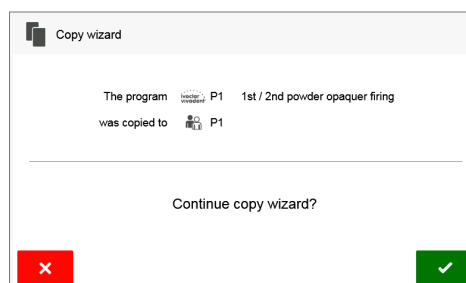 Copy wizard
The program ivoclar vivadent P1 1st / 2nd powder opaquer firing
was copied to P1
Continue copy wizard?